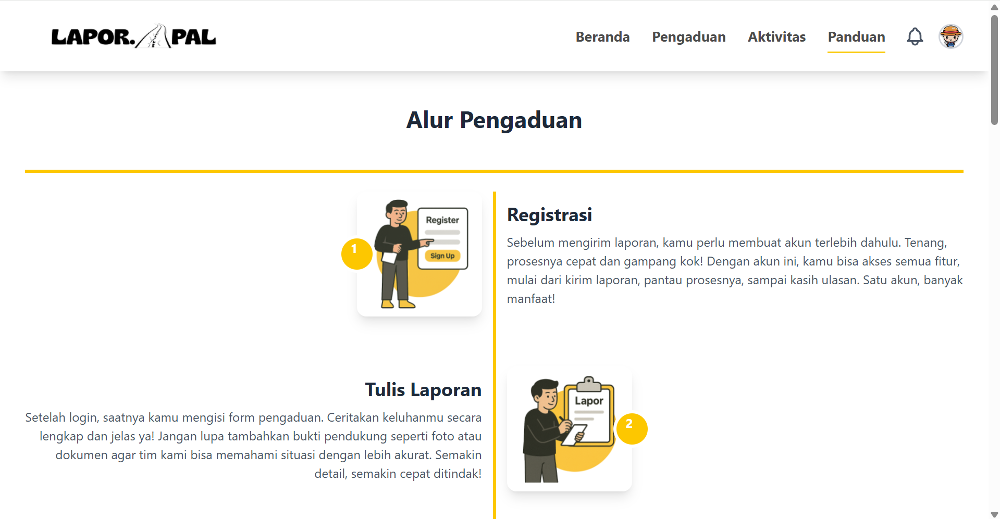 LAPOR. PAL
Beranda
Pengaduan
Aktivitas
Panduan
Alur Pengaduan
1
Register
Sign Up
Registrasi
Sebelum mengirim laporan, kamu perlu membuat akun terlebih dahulu. Tenang,
prosesnya cepat dan gampang kok! Dengan akun ini, kamu bisa akses semua fitur,
mulai dari kirim laporan, pantau prosesnya, sampai kasih ulasan. Satu akun, banyak
manfaat!
Tulis Laporan
Setelah login, saatnya kamu mengisi form pengaduan. Ceritakan keluhanmu secara
lengkap dan jelas ya! Jangan lupa tambahkan bukti pendukung seperti foto atau
dokumen agar tim kami bisa memahami situasi dengan lebih akurat. Semakin
detail, semakin cepat ditindak!
Lapor
2